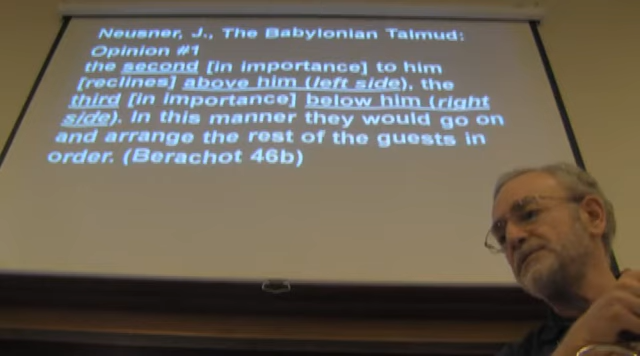 Neusner, J., The Babylonian Talmud:
Opinion #1
the second [in importance] to him
[reclines] above him (left side), the
third [in importance] below him (right
side). In this manner they would go on
and arrange the rest of the guests in
order. (Berachot 46b)